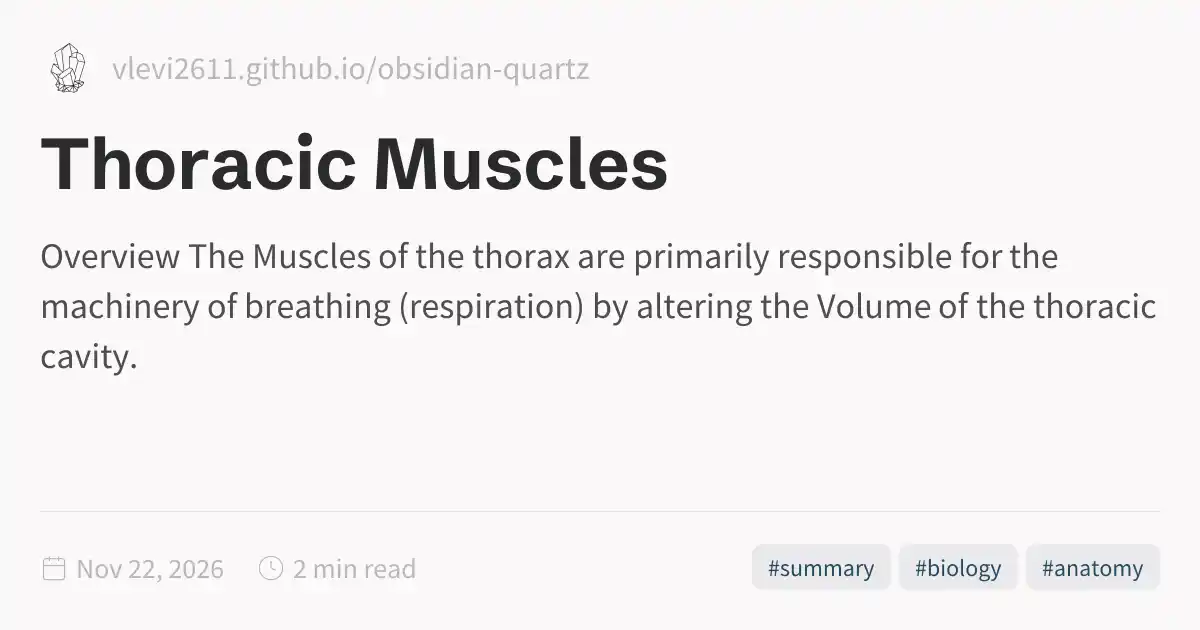 vlevi2611.github.io/obsidian-quartz
Thoracic Muscles
Overview The Muscles of the thorax are primarily responsible for the
machinery of breathing (respiration) by altering the Volume of the thoracic
cavity.
Nov 22, 2026 2 min read #summary #biology #anatomy